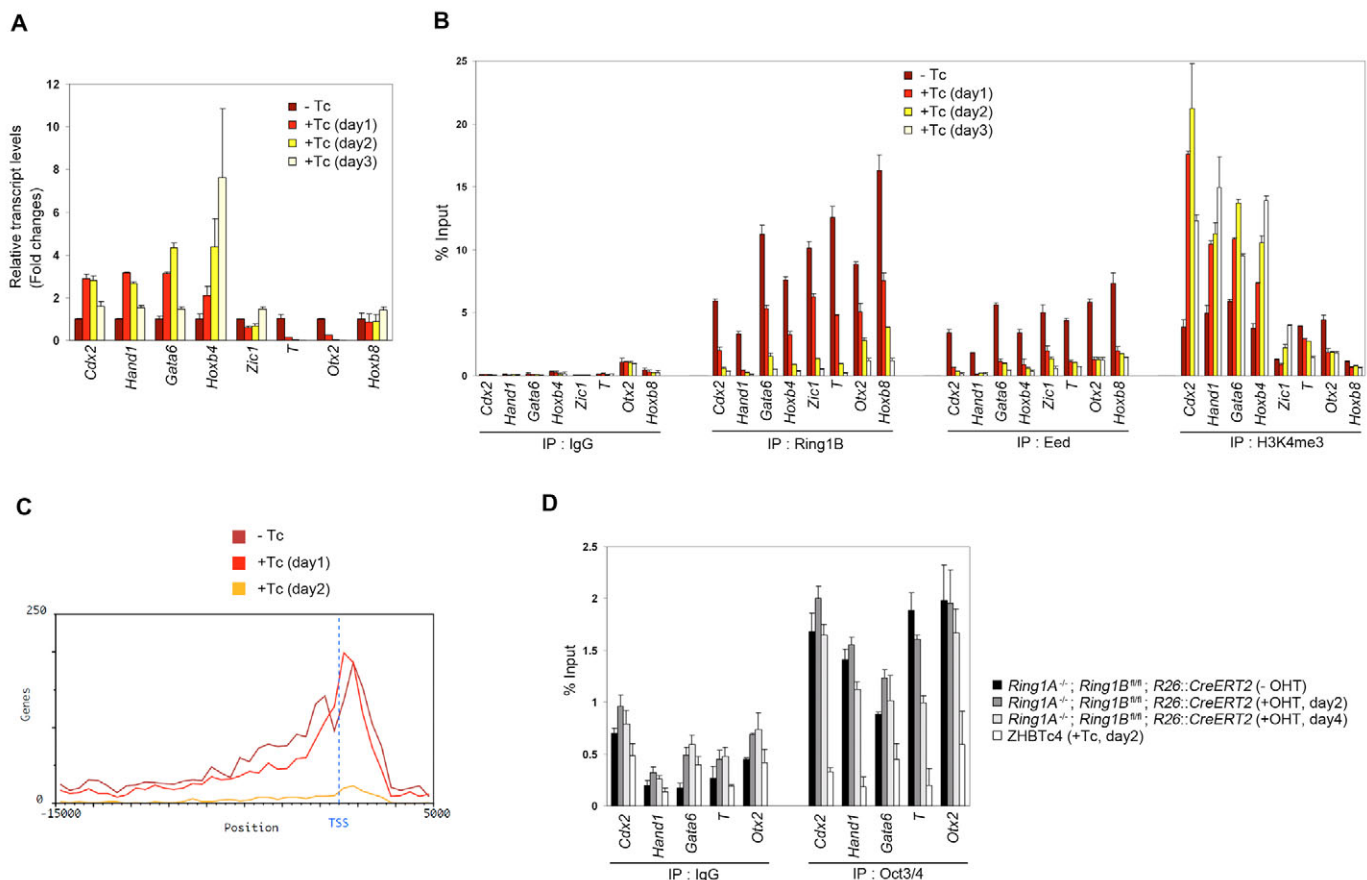 A
Relative transcript levels
(Fold changes)
12
10
8
6
4
2
0
- Tc
+Tc (day1)
+Tc (day2)
+Tc (day3)
Cdx2
Hand1
Gata6
Hoxb4
Zic1
T
Otx2
Hoxb8
B
% Input
25
20
15
10
5
0
- Tc
+Tc (day1)
+Tc (day2)
+Tc (day3)
Cdx2
Hand1
Gata6
Hoxb4
Zic1
T
Otx2
Hoxb8
IP : IgG
Cdx2
Hand1
Gata6
Hoxb4
Zic1
T
Otx2
Hoxb8
IP : Ring1B
Cdx2
Hand1
Gata6
Hoxb4
Zic1
T
Otx2
Hoxb8
IP : Eed
Cdx2
Hand1
Gata6
Hoxb4
Zic1
T
Otx2
Hoxb8
IP : H3K4me3
C
- Tc
+Tc (day1)
+Tc (day2)
250
Genes
0
-15000
Position
TSS
5000
D
% Input
2.5
2
1.5
1
0.5
0
Cdx2
Hand1
Gata6
T
Otx2
IP : IgG
Cdx2
Hand1
Gata6
T
Otx2
IP : Oct3/4
Ring1A-/-; Ring1Bfl/fl; R26::CreERT2 (- OHT)
Ring1A-/-; Ring1Bfl/fl; R26::CreERT2 (+OHT, day2)
Ring1A-/-; Ring1Bfl/fl; R26::CreERT2 (+OHT, day4)
ZHBTc4 (+Tc, day2)